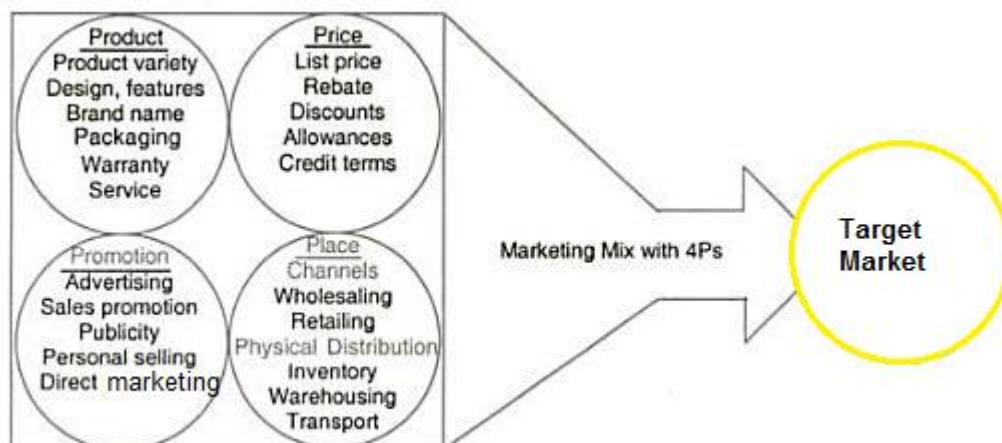 Product
Product variety
Design, features
Brand name
Packaging
Warranty
Service
Price
List price
Rebate
Discounts
Allowances
Credit terms
Promotion
Advertising
Sales promotion
Publicity
Personal selling
Direct marketing
Place
Channels
Wholesaling
Retailing
Physical Distribution
Inventory
Warehousing
Transport
Marketing Mix with 4Ps
Target
Market